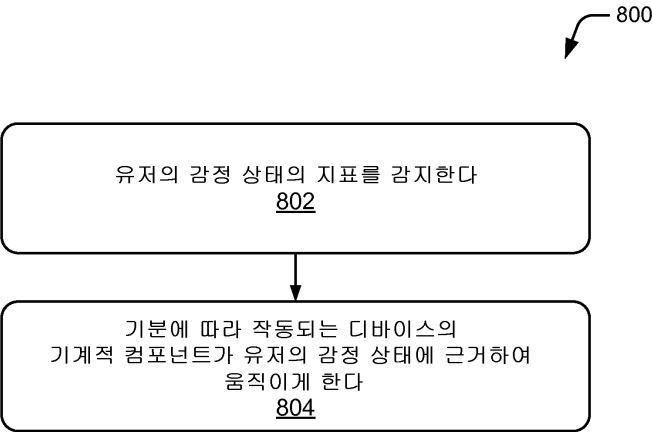 800
유저의 감정 상태의 지표를 감지한다
802
기분에 따라 작동되는 디바이스의
기계적 컴포넌트가 유저의 감정 상태에 근거하여
움직이게 한다
804